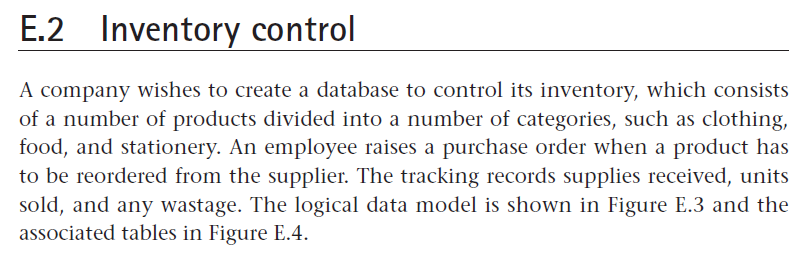 E.2 Inventory control
A company wishes to create a database to control its inventory, which consists
of a number of products divided into a number of categories, such as clothing,
food, and stationery. An employee raises a purchase order when a product has
to be reordered from the supplier. The tracking records supplies received, units
sold, and any wastage. The logical data model is shown in Figure E.3 and the
associated tables in Figure E.4.